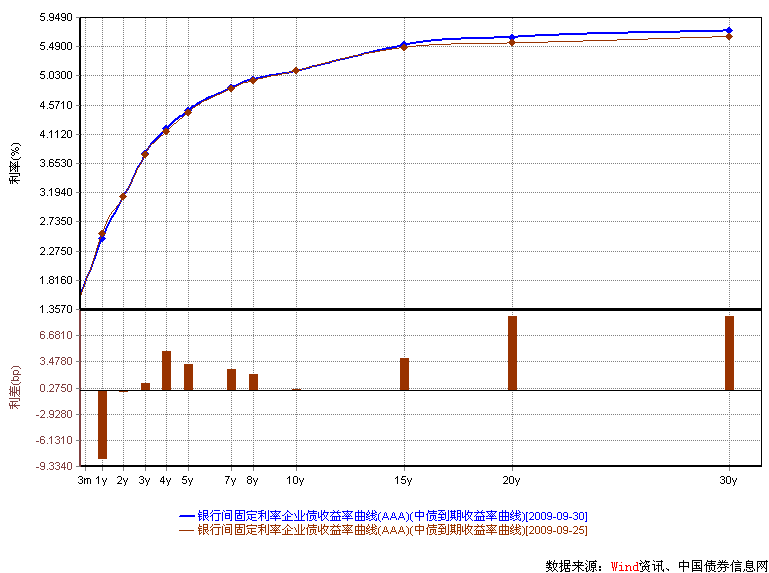 5.9490
5.4900
5.0300
4.5710
4.1120
3.6530
3.1940
2.7350
2.2750
1.8160
1.3570
利率(%)
6.6810
3.4780
0.2750
-2.9280
-6.1310
-9.3340
利差(bp)
3m 1y 2y 3y 4y 5y 7y 8y 10y 15y 20y 30y
银行间固定利率企业债收益率曲线(AAA)(中债到期收益率曲线)[2009-09-30]
银行间固定利率企业债收益率曲线(AAA)(中债到期收益率曲线)[2009-09-25]
数据来源：Wind资讯、中国债券信息网